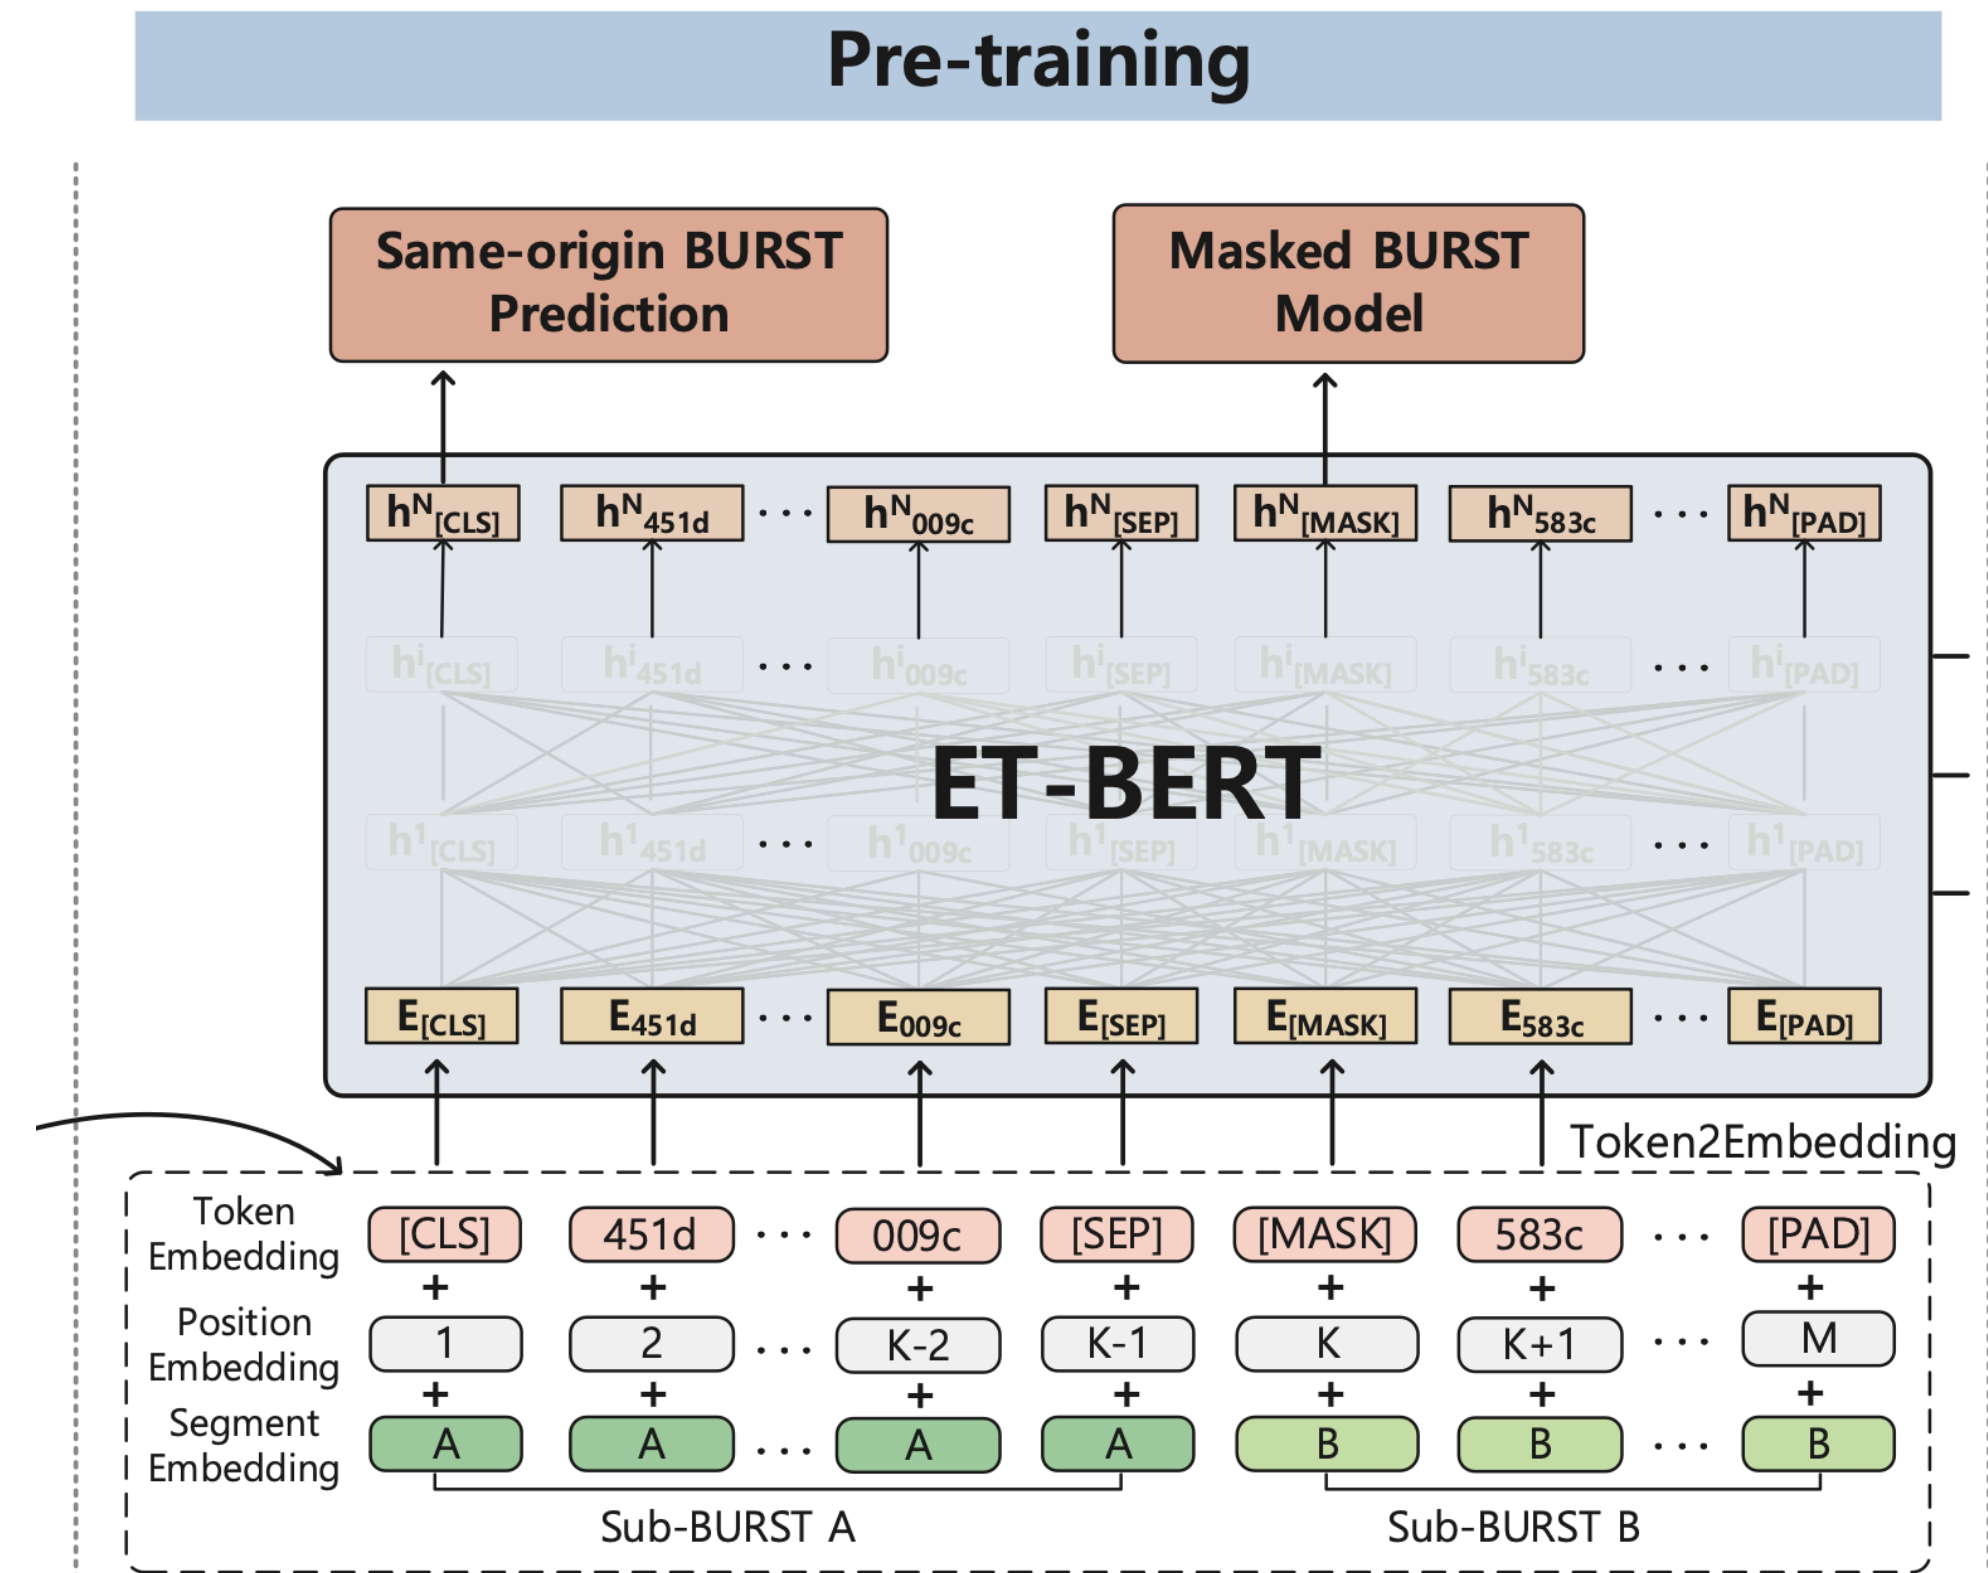 Pre-training
Same-origin BURST
Prediction
Masked BURST
Model
hN[CLS] hN451d ... hN009c hN[SEP] hN[MASK] hN583c ... hN[PAD]
hi[CLS] hi451d ... hi009c hi[SEP] hi[MASK] hi583c ... hi[PAD]
ET-BERT
h1[CLS] h1451d ... h1009c h1[SEP] h1[MASK] h1583c ... h1[PAD]
E[CLS] E451d ... E009c E[SEP] E[MASK] E583c ... E[PAD]
Token2Embedding
Token
Embedding
[CLS] 451d ... 009c [SEP] [MASK] 583c ... [PAD]
+ + + + + + +
Position
Embedding
1 2 ... K-2 K-1 K K+1 ... M
+ + + + + + +
Segment
Embedding
A A ... A A B B ... B
Sub-BURST A Sub-BURST B